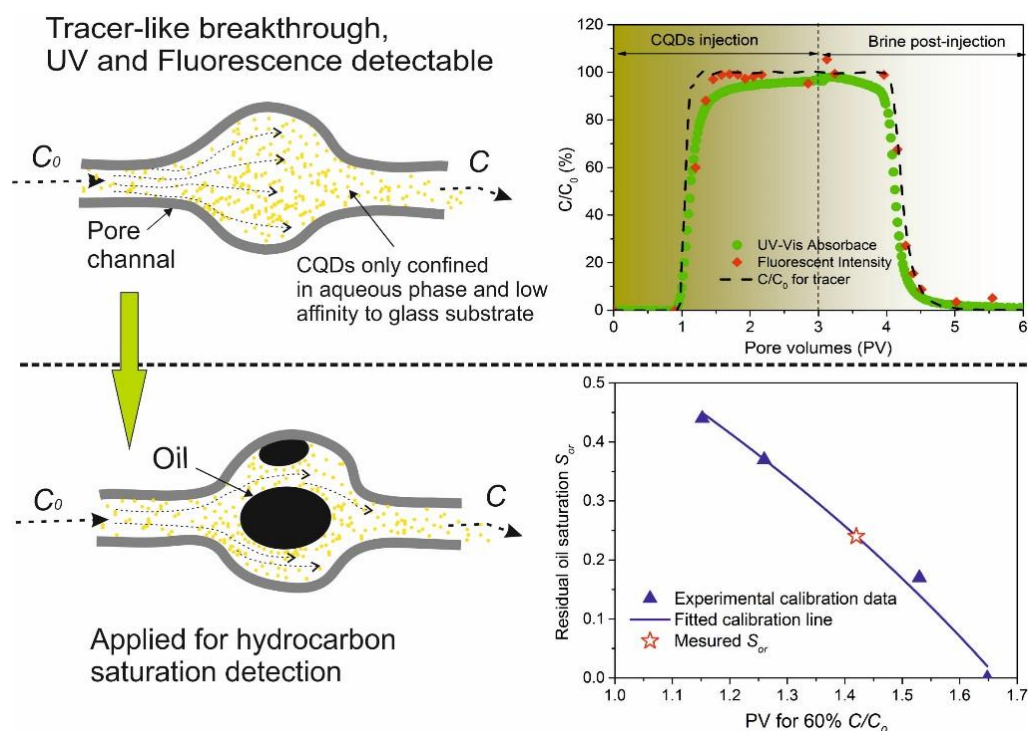 Tracer-like breakthrough,
UV and Fluorescence detectable
C₀
C
Pore
channel
CQDs only confined
in aqueous phase and low
affinity to glass substrate
CQDs injection
Brine post-injection
C/C₀ (%)
120
100
80
60
40
20
0
UV-Vis Absorbace
Fluorescent Intensity
C/C₀ for tracer
0 1 2 3 4 5 6
Pore volumes (PV)
Oil
C₀
C
Applied for hydrocarbon
saturation detection
Residual oil saturation Sₒᵣ
0.5
0.4
0.3
0.2
0.1
0.0
Experimental calibration data
Fitted calibration line
Mesured Sₒᵣ
1.0 1.1 1.2 1.3 1.4 1.5 1.6 1.7
PV for 60% C/Cₒ